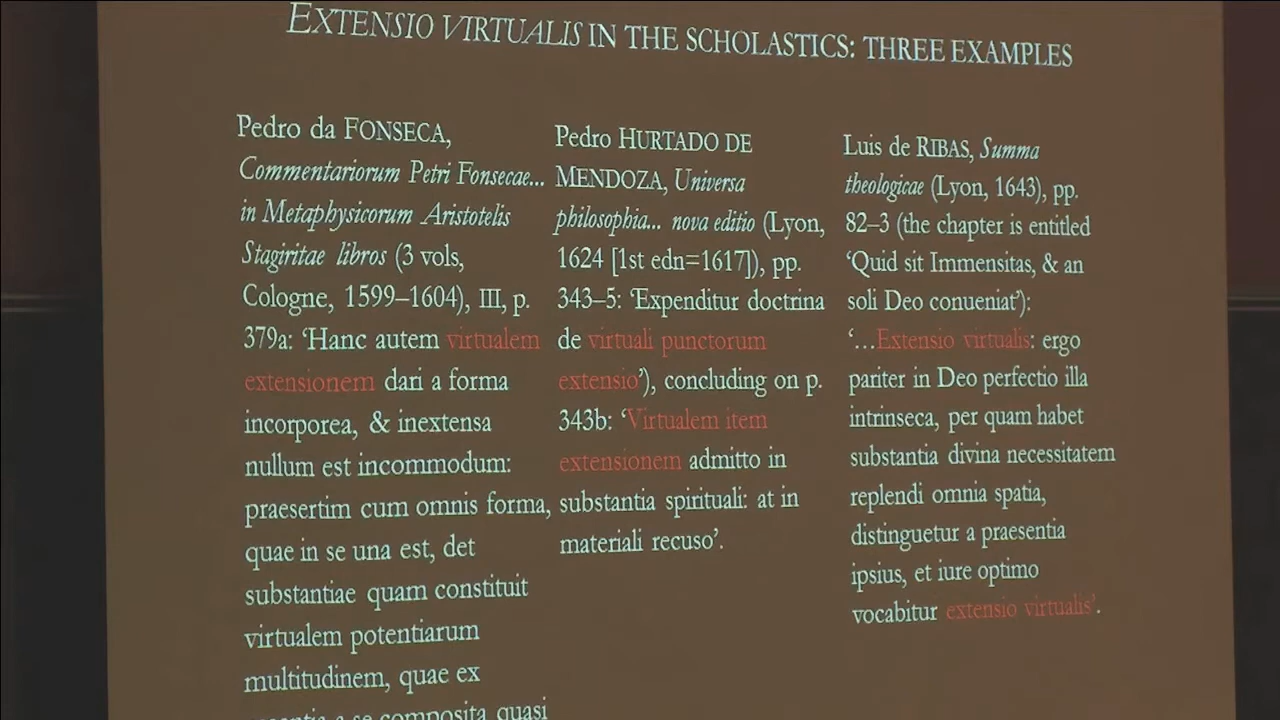 EXTENSIO VIRTUALIS IN THE SCHOLASTICS: THREE EXAMPLES
Pedro da FONSECA,
Commentariorum Petri Fonsecae...
in Metaphysicorum Aristotelis
Stagiritae libros (3 vols,
Cologne, 1599–1604), III, p.
379a: ‘Hanc autem virtualem
extensionem dari a forma
incorporea, & inextensa
nullum est incommodum:
praesertim cum omnis forma,
quae in se una est, det
substantiae quam constituit
virtualem potentiarum
multitudinem, quae ex
a se composita quasi
Pedro HURTADO DE
MENDOZA, Universa
philosophia... nova editio (Lyon,
1624 [1st edn=1617]), pp.
343–5: ‘Expenditur doctrina
de virtuali punctorum
extensio’), concluding on p.
343b: ‘Virtualem item
extensionem admitto in
substantia spirituali: at in
materiali recuso’.
Luis de RIBAS, Summa
theologicae (Lyon, 1643), pp.
82–3 (the chapter is entitled
‘Quid sit Immensitas, & an
soli Deo conueniat’):
‘…Extensio virtualis: ergo
pariter in Deo perfectio illa
intrinseca, per quam habet
substantia divina necessitatem
replendi omnia spatia,
distinguetur a praesentia
ipsius, et iure optimo
vocabitur extensio virtualis’.